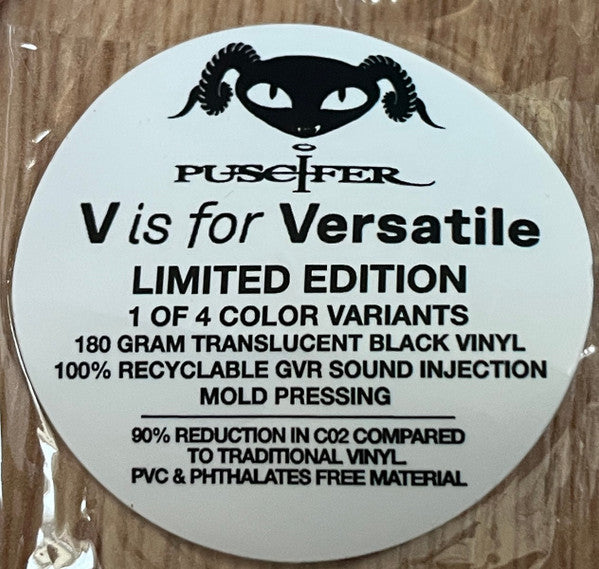 PUSCIFER
V is for Versatile
LIMITED EDITION
1 OF 4 COLOR VARIANTS
180 GRAM TRANSLUCENT BLACK VINYL
100% RECYCLABLE GVR SOUND INJECTION
MOLD PRESSING
90% REDUCTION IN C02 COMPARED
TO TRADITIONAL VINYL.
PVC & PHTHALATES FREE MATERIAL